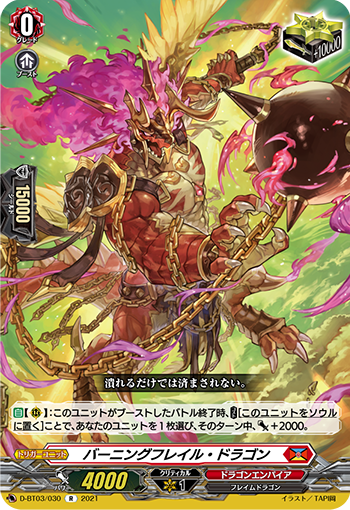 0
グレード
+10000
ブースト
15000
シールド
潰れるだけでは済まされない。
【】:このユニットがブーストしたバトル終了時、[このユニットをソウル
に置く]ことで、あなたのユニットを1枚選び、そのターン中、+2000。
トリガーユニット
バーニングフレイル・ドラゴン
パワー
4000
クリティカル
1
ドラゴンエンパイア
フレイムドラゴン
D-BT03/030 R 2021
イラスト/TAPI岡